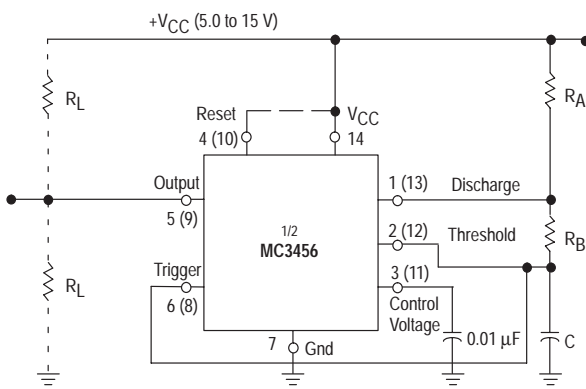 +VCC (5.0 to 15 V)
RL
Reset
4 (10)
VCC
14
RA
Output
5 (9)
1 (13)
Discharge
1/2
MC3456
2 (12)
Threshold
RB
Trigger
6 (8)
3 (11)
Control
Voltage
RL
7
Gnd
0.01 μF
C